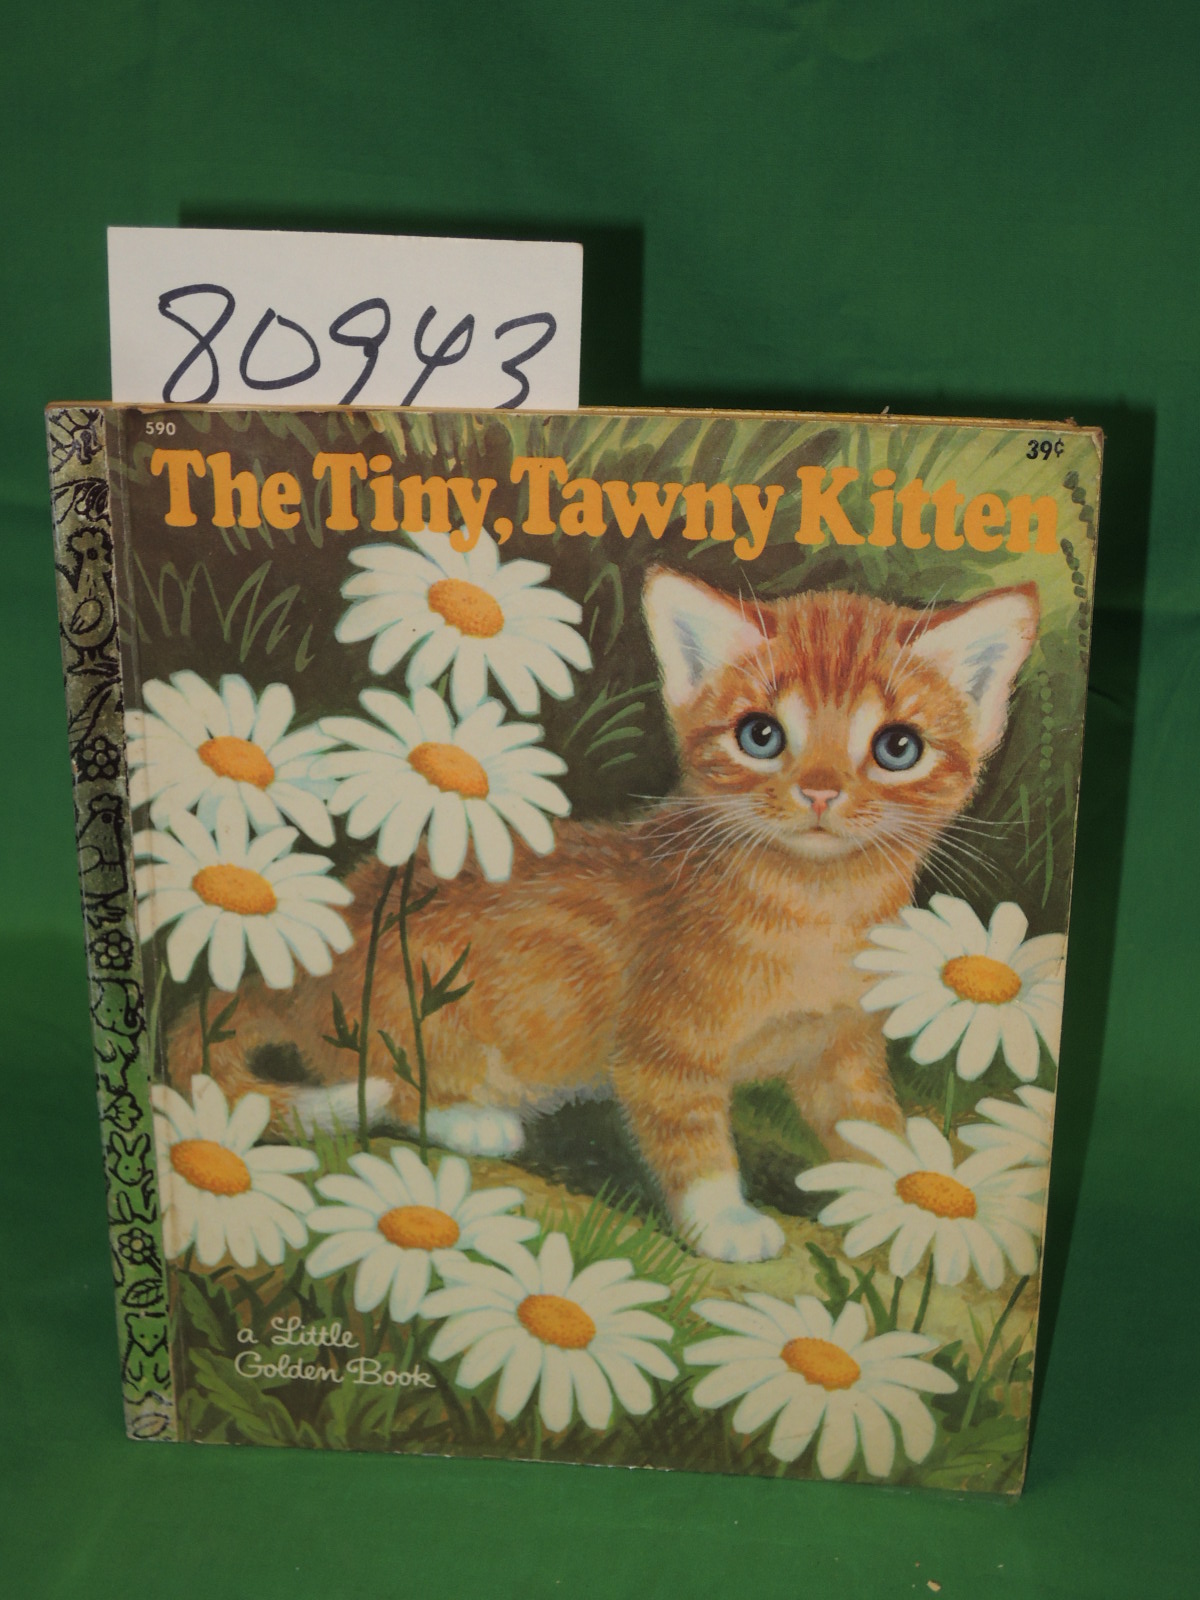 80943
590
39¢
The Tiny, Tawny Kitten
a Little
Golden Book